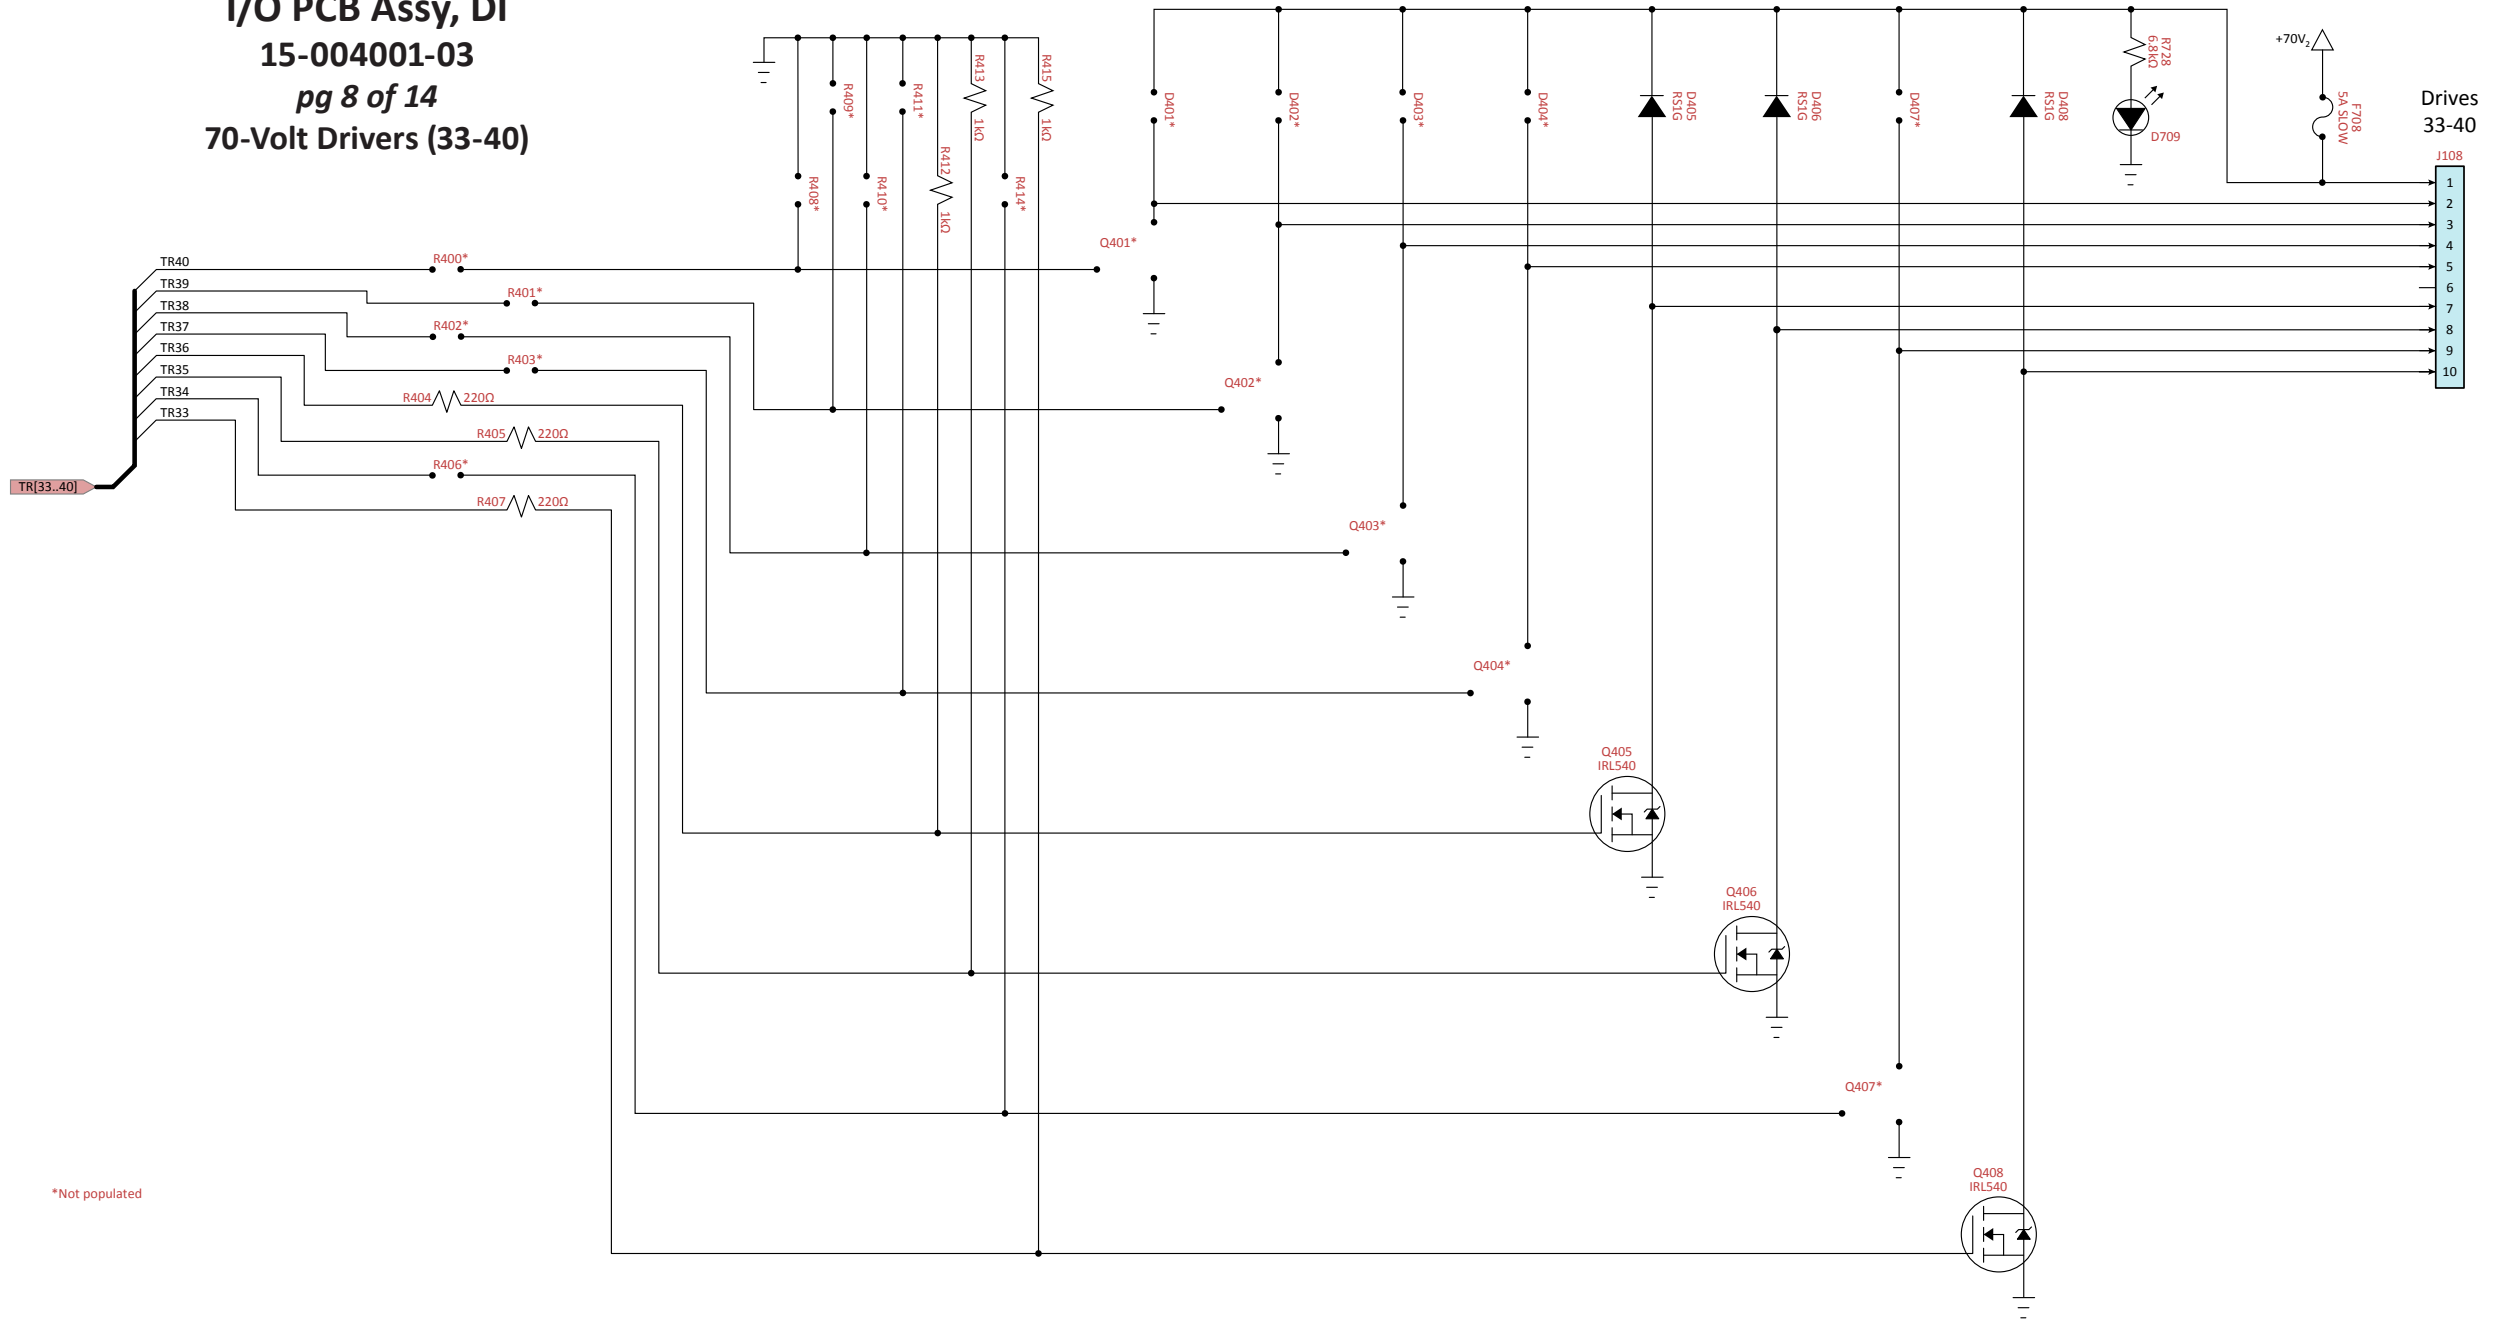 I/O PCB Assy, DI
15-004001-03
pg 8 of 14
70-Volt Drivers (33-40)
R408*
R409*
R410*
R411*
R412
1kΩ
R413
1kΩ
R414*
R415
1kΩ
D401*
D402*
D403*
D404*
D405
RS1G
D406
RS1G
D407*
D408
RS1G
R728
6.8kΩ
D709
+70V2
F708
5A SLOW
Drives
33-40
J108
1
2
3
4
5
6
7
8
9
10
TR40
TR39
TR38
TR37
TR36
TR35
TR34
TR33
TR[33..40]
R400*
R401*
R402*
R403*
R404 220Ω
R405 220Ω
R406*
R407 220Ω
Q401*
Q402*
Q403*
Q404*
Q405
IRL540
Q406
IRL540
Q407*
Q408
IRL540
*Not populated